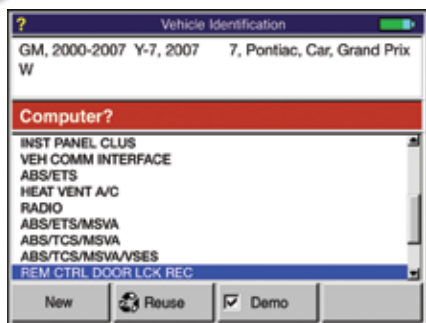 ? Vehicle Identification
GM, 2000-2007 Y-7, 2007 7, Pontiac, Car, Grand Prix
W
Computer?
INST PANEL CLUS
VEH COMM INTERFACE
ABS/ETS
HEAT VENT A/C
RADIO
ABS/ETS/MSVA
ABS/TCS/MSVA
ABS/TCS/MSVA/VSES
REM CTRL DOOR LCK REC
New Reuse Demo